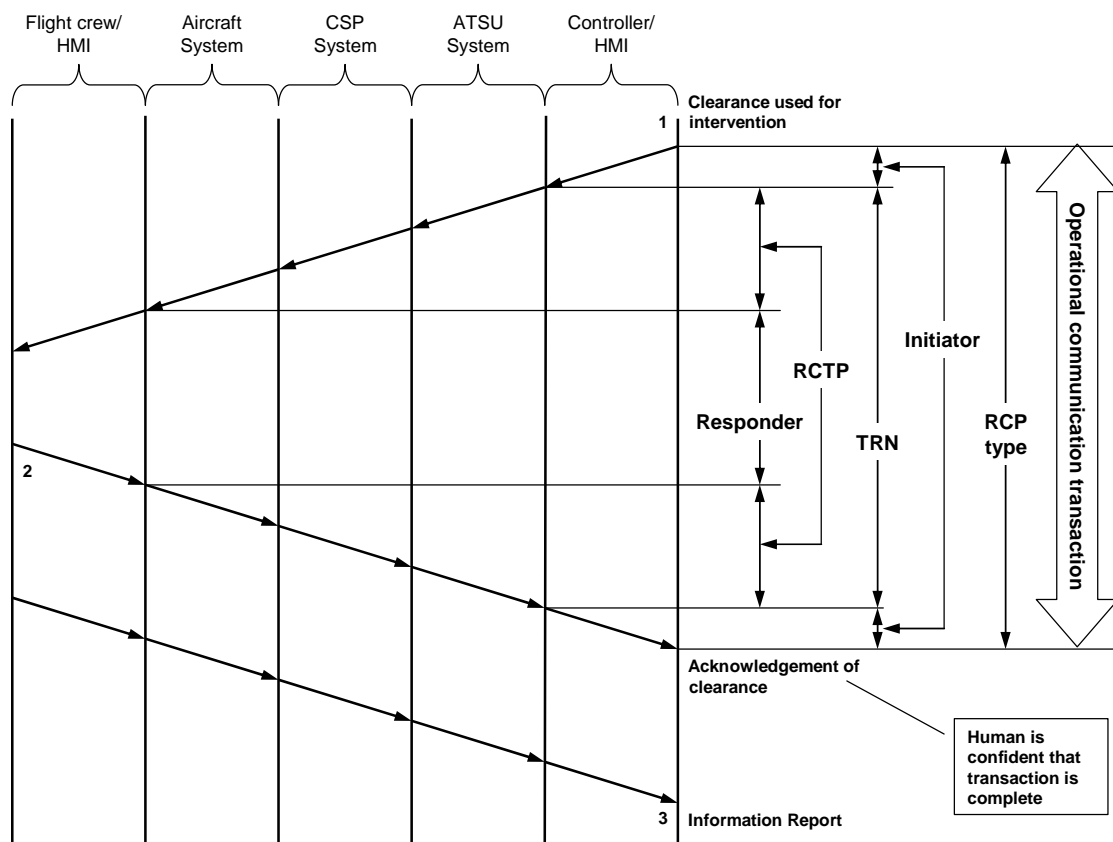 Flight crew/
HMI
Aircraft
System
CSP
System
ATSU
System
Controller/
HMI
1
Clearance used for
intervention
Operational communication transaction
Initiator
RCTP
Responder
RCP
type
TRN
2
Acknowledgement of
clearance
Human is
confident that
transaction is
complete
3
Information Report